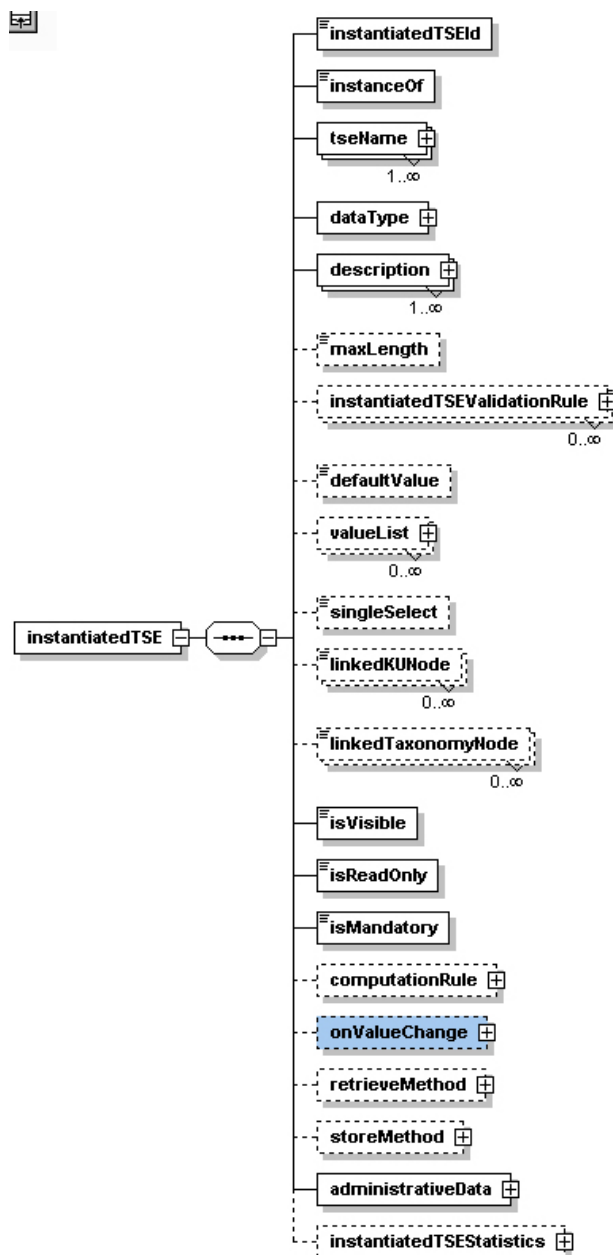 instantiatedTSEId
instanceOf
tseName
1..∞
dataType
description
1..∞
maxLength
instantiatedTSEValidationRule
0..∞
defaultValue
valueList
0..∞
singleSelect
instantiatedTSE
linkedKUNode
0..∞
linkedTaxonomyNode
0..∞
isVisible
isReadOnly
isMandatory
computationRule
onValueChange
retrieveMethod
storeMethod
administrativeData
instantiatedTSEStatistics